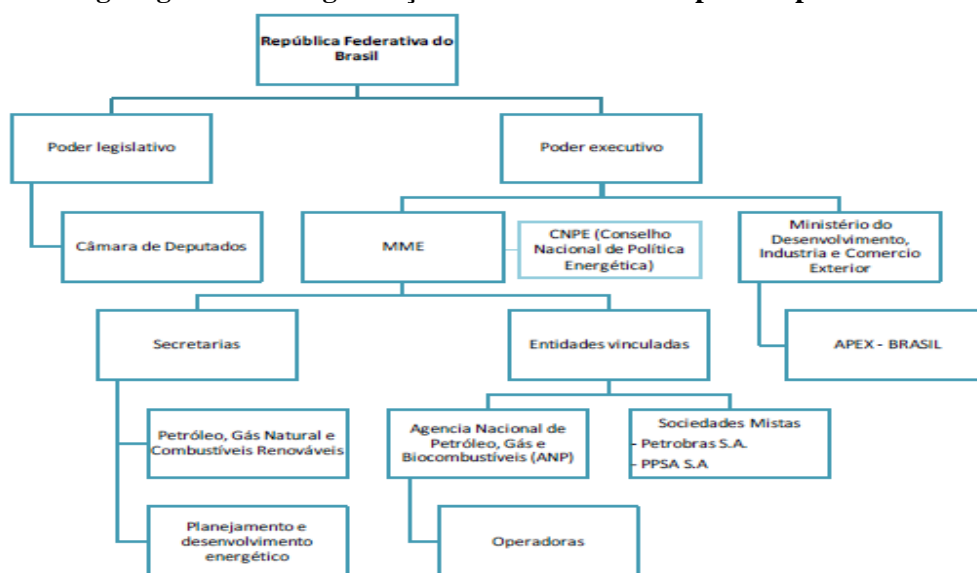 República Federativa do
Brasil
Poder legislativo
Poder executivo
Câmara de Deputados
MME
CNPE (Conselho
Nacional de Política
Energética)
Ministério do
Desenvolvimento,
Industria e Comercio
Exterior
Secretarias
Entidades vinculadas
APEX - BRASIL
Petróleo, Gás Natural e
Combustíveis Renováveis
Agencia Nacional de
Petróleo, Gás e
Biocombustíveis (ANP)
Sociedades Mistas
- Petrobras S.A.
- PPSA S.A
Planejamento e
desenvolvimento
energético
Operadoras